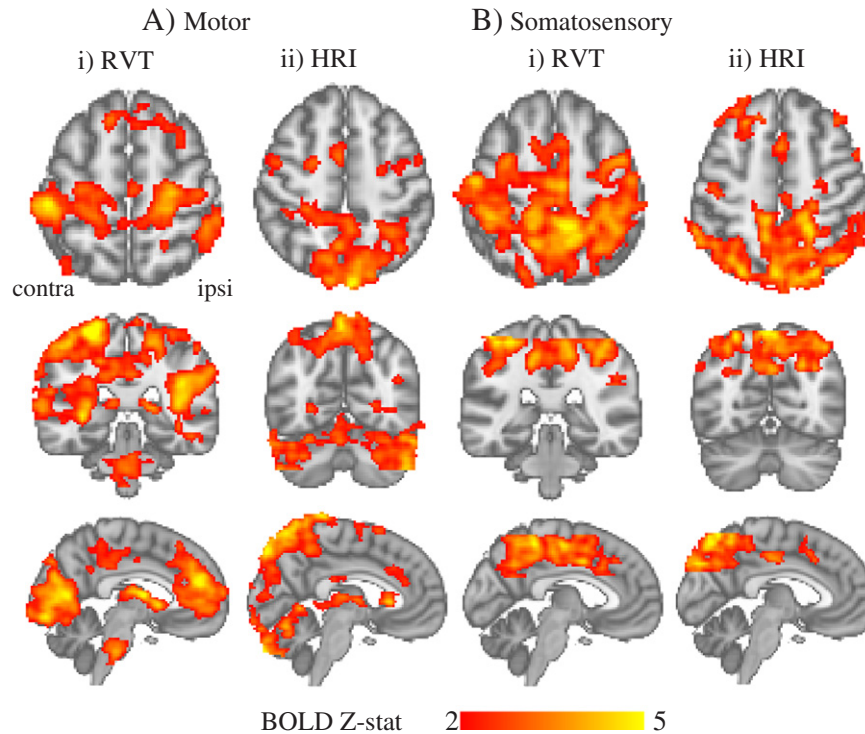 A) Motor
B) Somatosensory
i) RVT
ii) HRI
i) RVT
ii) HRI
contra
ipsi
BOLD Z-stat
2
5